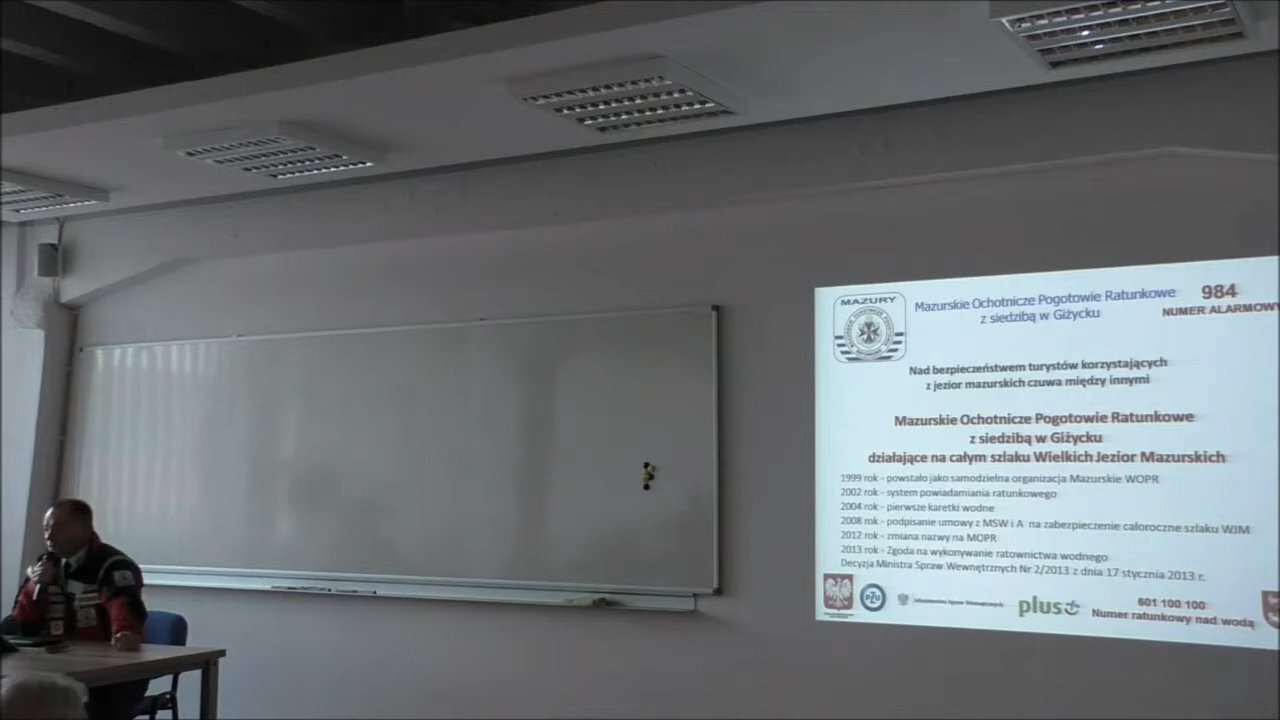 MAZURY
Mazurskie Ochotnicze Pogotowie Ratunkowe
z siedzibą w Giżycku
984
NUMER ALARMOWY
Nad bezpieczeństwem turystów korzystających
z jezior mazurskich czuwa między innymi
Mazurskie Ochotnicze Pogotowie Ratunkowe
z siedzibą w Giżycku
działające na całym szlaku Wielkich Jezior Mazurskich
1999 rok - powstało jako samodzielna organizacja Mazurskie WOPR
2002 rok - system powiadamiania ratunkowego
2004 rok - pierwsze karetki wodne
2008 rok - podpisanie umowy z MSW i A na zabezpieczenie całoroczne szlaku WJM
2012 rok - zmiana nazwy na MOPR
2013 rok - Zgoda na wykonywanie ratownictwa wodnego
Decyzja Ministra Spraw Wewnętrznych Nr 2/2013 z dnia 17 stycznia 2013 r.
PZU
Ministerstwo Spraw Wewnętrznych
plus
601 100 100
Numer ratunkowy nad wodą